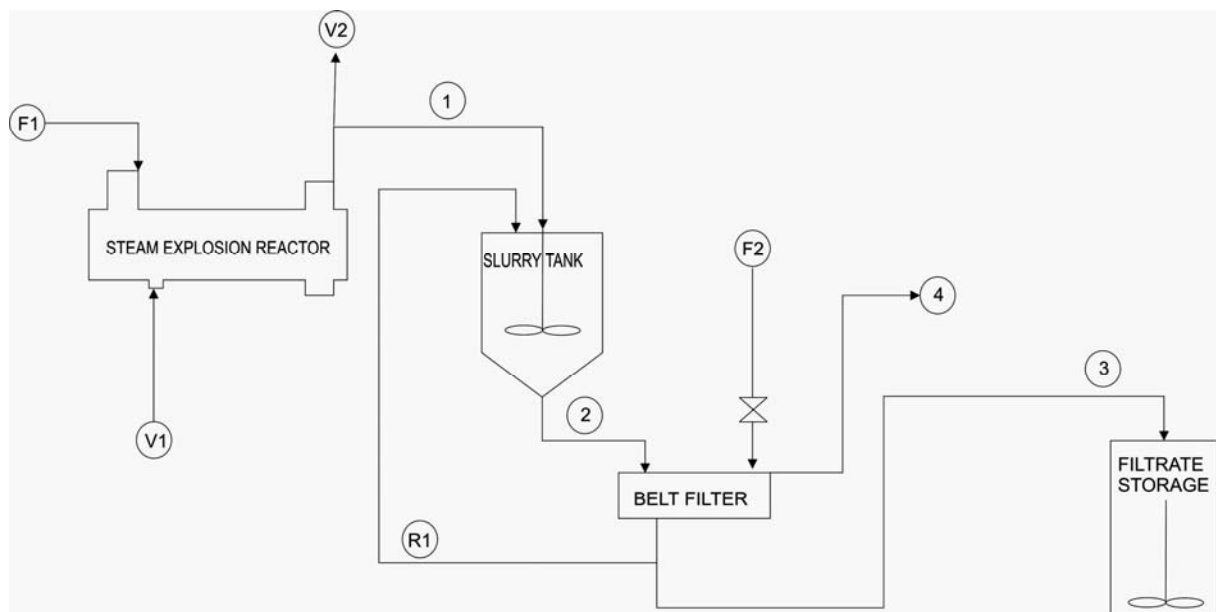 V2
1
F1
STEAM EXPLOSION REACTOR
SLURRY TANK
F2
4
3
2
V1
FILTRATE
STORAGE
BELT FILTER
R1